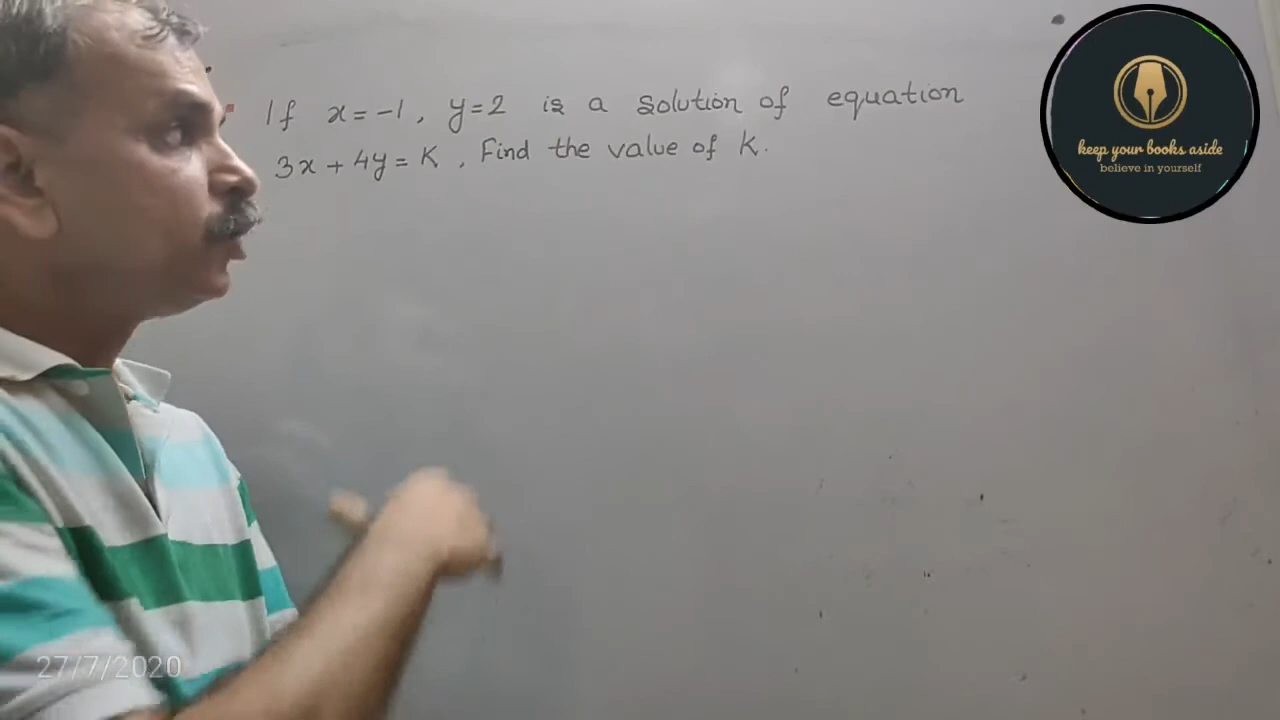 If x = -1, y=2 is a solution of equation
3x + 4y = K, Find the value of K.
keep your books aside
believe in yourself
27/7/2020